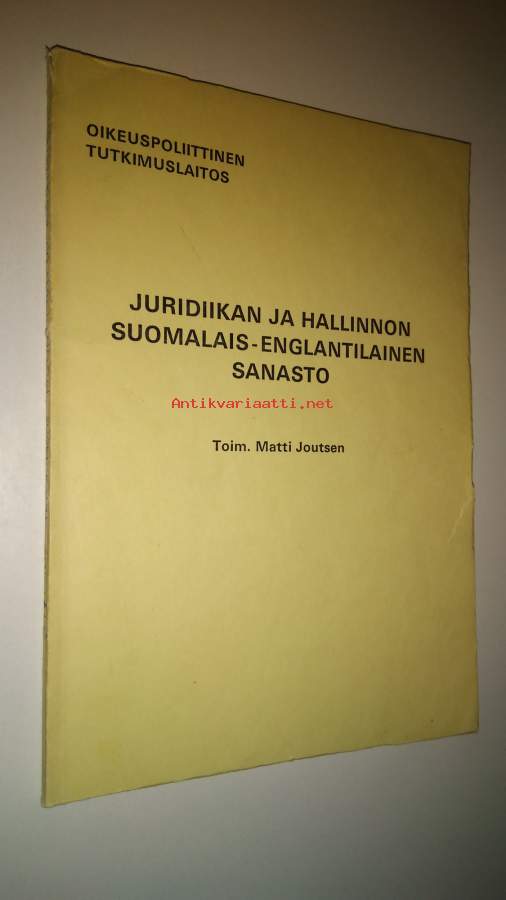 OIKEUSPOLIITTINEN
TUTKIMUSLAITOS
JURIDIIKAN JA HALLINNON
SUOMALAIS-ENGLANTILAINEN
SANASTO
Antikvariaatti.net
Toim. Matti Joutsen